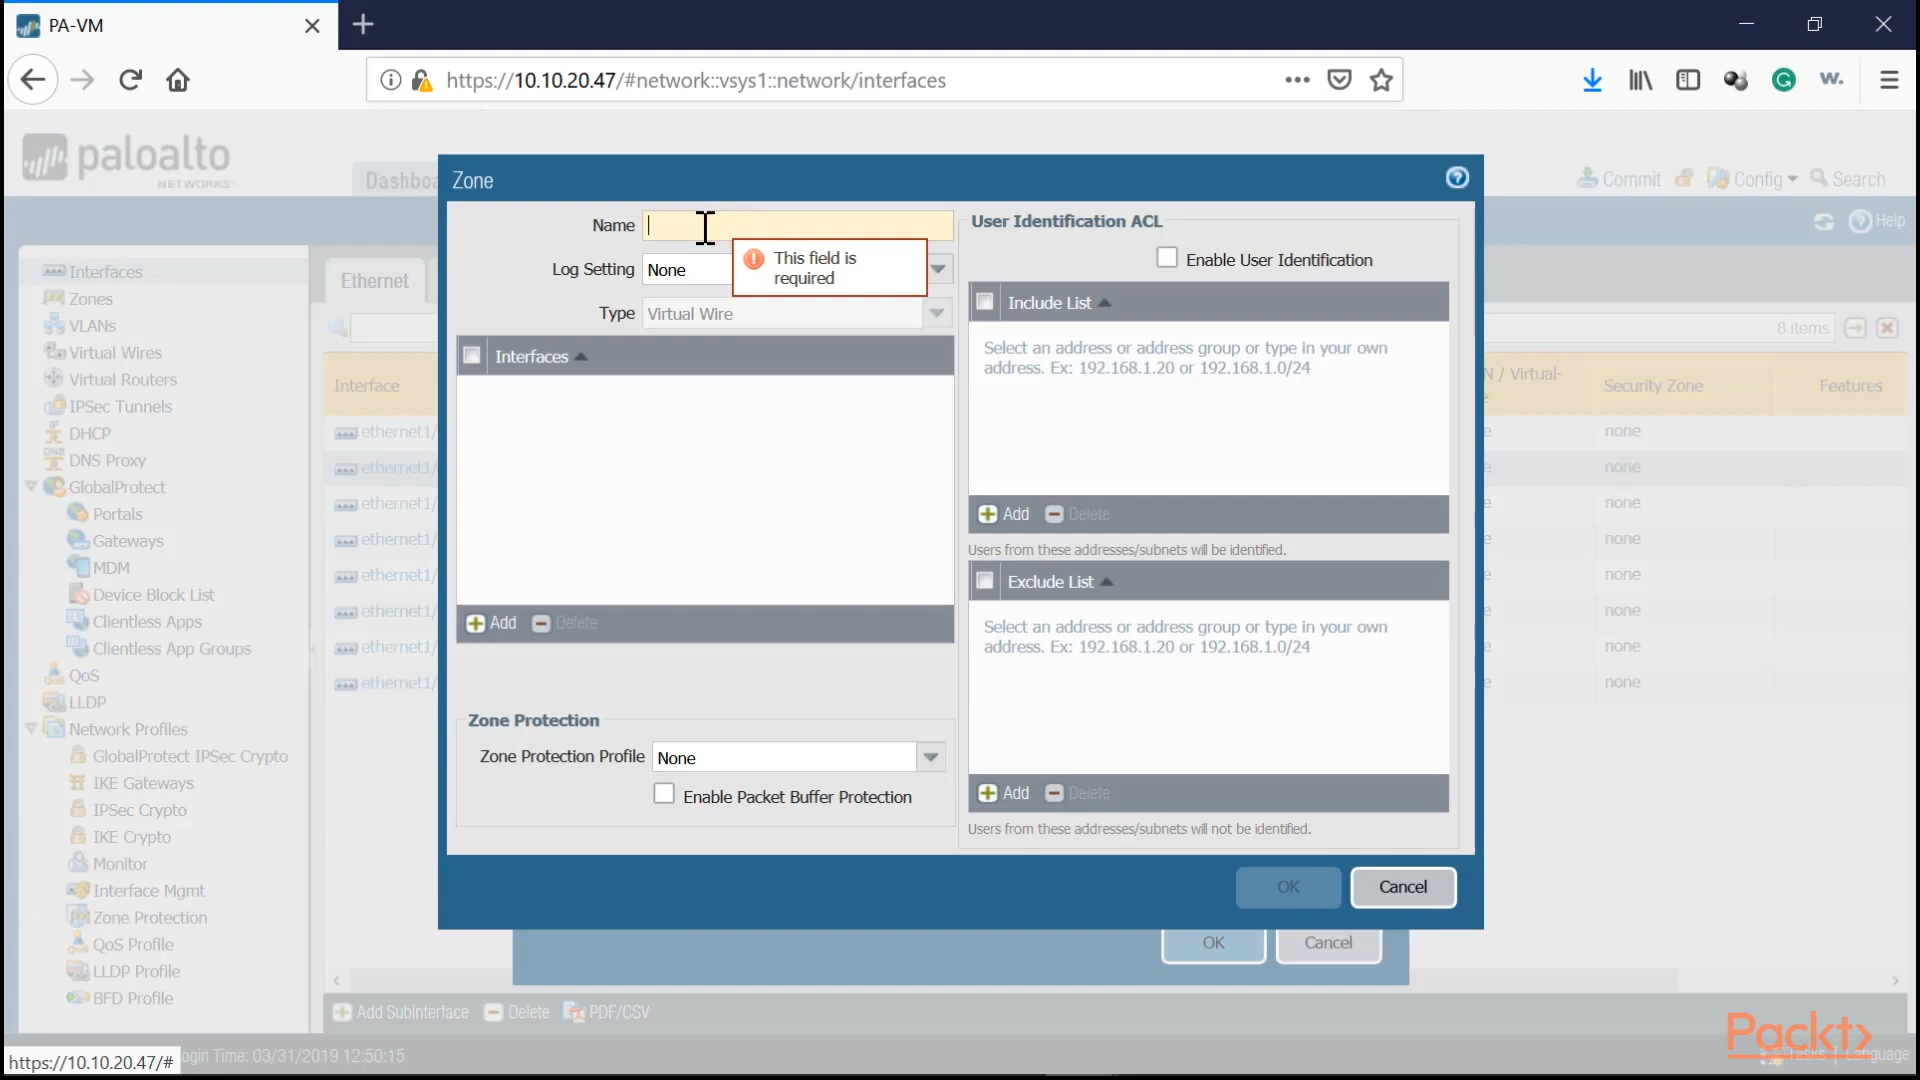 PA-VM
https://10.10.20.47/#network::vsys1::network/interfaces
w.
paloalto
NETWORKS
Commit
Config
Search
Help
Zone
Name
This field is
required
Log Setting
None
Type
Virtual Wire
Interfaces
Add
Delete
Zone Protection
Zone Protection Profile
None
Enable Packet Buffer Protection
User Identification ACL
Enable User Identification
Include List
Select an address or address group or type in your own
address. Ex: 192.168.1.20 or 192.168.1.0/24
Add
Delete
Users from these addresses/subnets will be identified.
Exclude List
Select an address or address group or type in your own
address. Ex: 192.168.1.20 or 192.168.1.0/24
Add
Delete
Users from these addresses/subnets will not be identified.
OK
Cancel
OK
Cancel
Interfaces
Zones
VLANs
Virtual Wires
Virtual Routers
IPSec Tunnels
DHCP
DNS Proxy
GlobalProtect
Portals
Gateways
MDM
Device Block List
Clientless Apps
Clientless App Groups
QoS
LLDP
Network Profiles
GlobalProtect IPSec Crypto
IKE Gateways
IPSec Crypto
IKE Crypto
Monitor
Interface Mgmt
Zone Protection
QoS Profile
LLDP Profile
BFD Profile
Ethernet
8 items
Interface
Security Zone
Features
ethernet1/
none
ethernet1/
none
ethernet1/
none
ethernet1/
none
ethernet1/
none
ethernet1/
none
ethernet1/
none
ethernet1/
none
Add Subinterface
Delete
PDF/CSV
https://10.10.20.47/#
Login Time: 03/31/2019 12:50:15
Packt
Tasks
Language